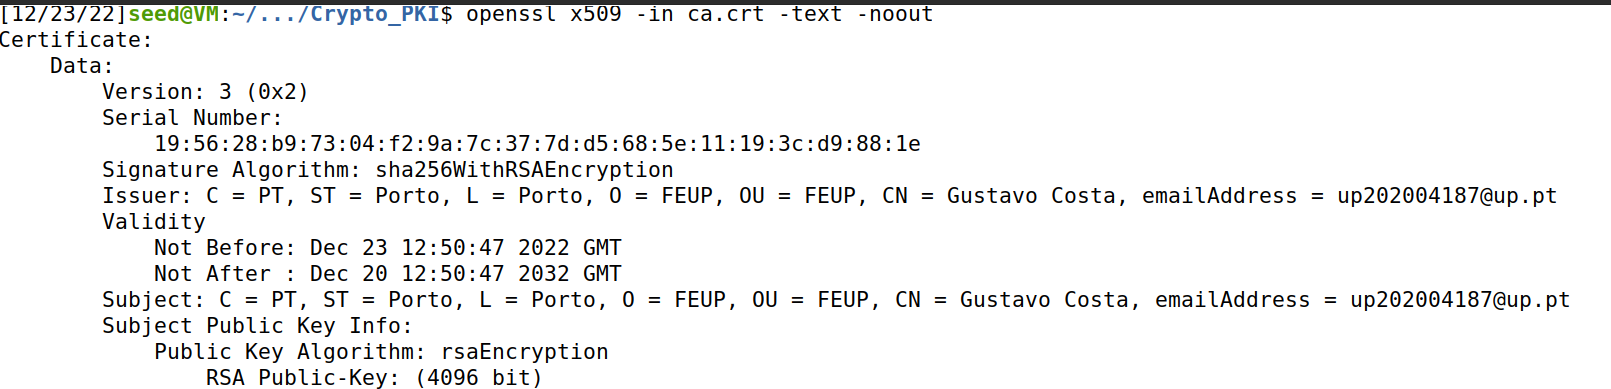 [12/23/22]seed@VM:~/.../Crypto_PKI$ openssl x509 -in ca.crt -text -noout
Certificate:
    Data:
        Version: 3 (0x2)
        Serial Number:
            19:56:28:b9:73:04:f2:9a:7c:37:7d:d5:68:5e:11:19:3c:d9:88:1e
        Signature Algorithm: sha256WithRSAEncryption
        Issuer: C = PT, ST = Porto, L = Porto, O = FEUP, OU = FEUP, CN = Gustavo Costa, emailAddress = up202004187@up.pt
        Validity
            Not Before: Dec 23 12:50:47 2022 GMT
            Not After : Dec 20 12:50:47 2032 GMT
        Subject: C = PT, ST = Porto, L = Porto, O = FEUP, OU = FEUP, CN = Gustavo Costa, emailAddress = up202004187@up.pt
        Subject Public Key Info:
            Public Key Algorithm: rsaEncryption
                RSA Public-Key: (4096 bit)